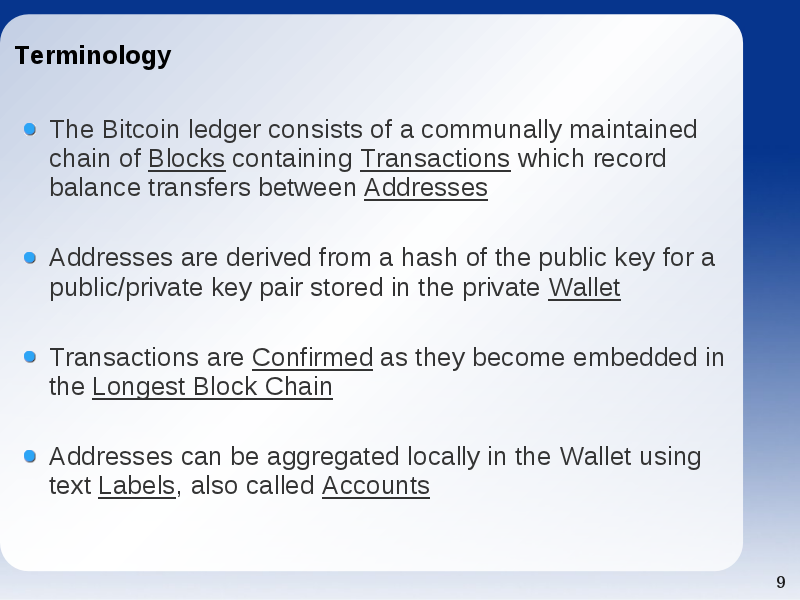 Terminology
The Bitcoin ledger consists of a communally maintained
chain of Blocks containing Transactions which record
balance transfers between Addresses
Addresses are derived from a hash of the public key for a
public/private key pair stored in the private Wallet
Transactions are Confirmed as they become embedded in
the Longest Block Chain
Addresses can be aggregated locally in the Wallet using
text Labels, also called Accounts
9